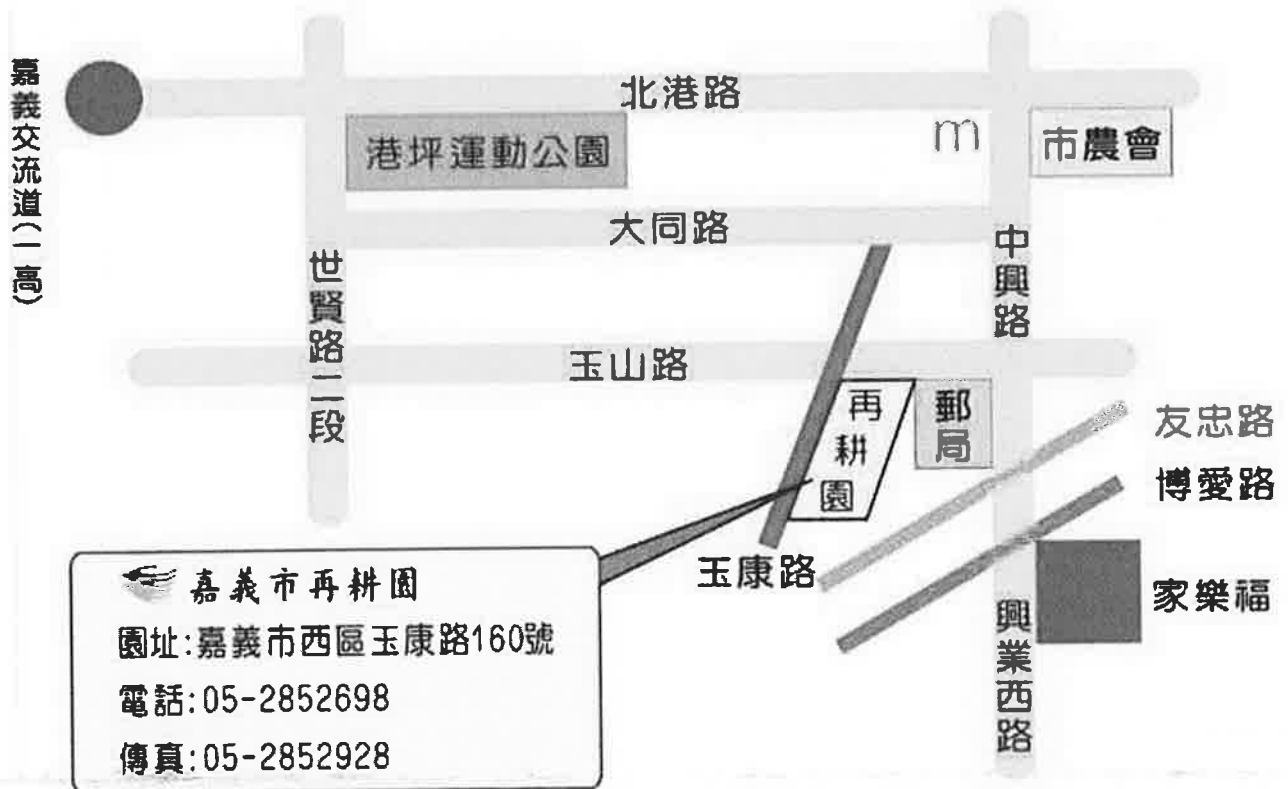 嘉義交流道(一高)
北港路
港坪運動公園
m
市農會
大同路
世賢路二段
中興路
玉山路
再耕園
郵局
友忠路
博愛路
玉康路
家樂福
興業西路
嘉義市再耕園
園址:嘉義市西區玉康路160號
電話:05-2852698
傳真:05-2852928